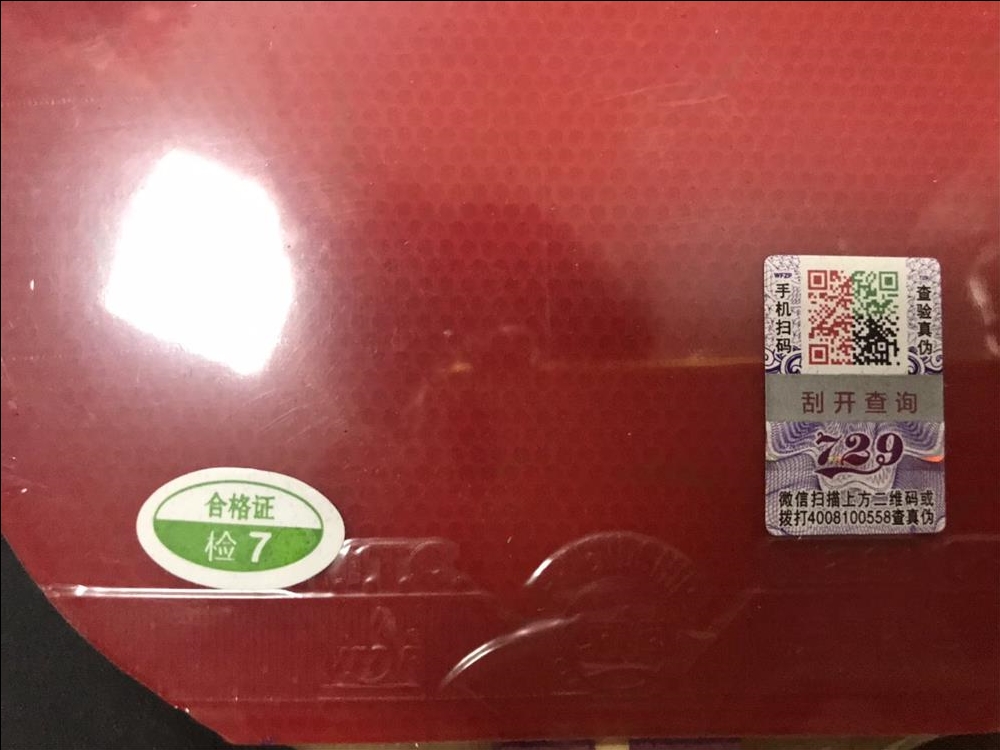 WFZP
手机扫码
查验真伪
刮开查询
729
微信扫描上方二维码或
拨打4008100558查真伪
合格证
检 7